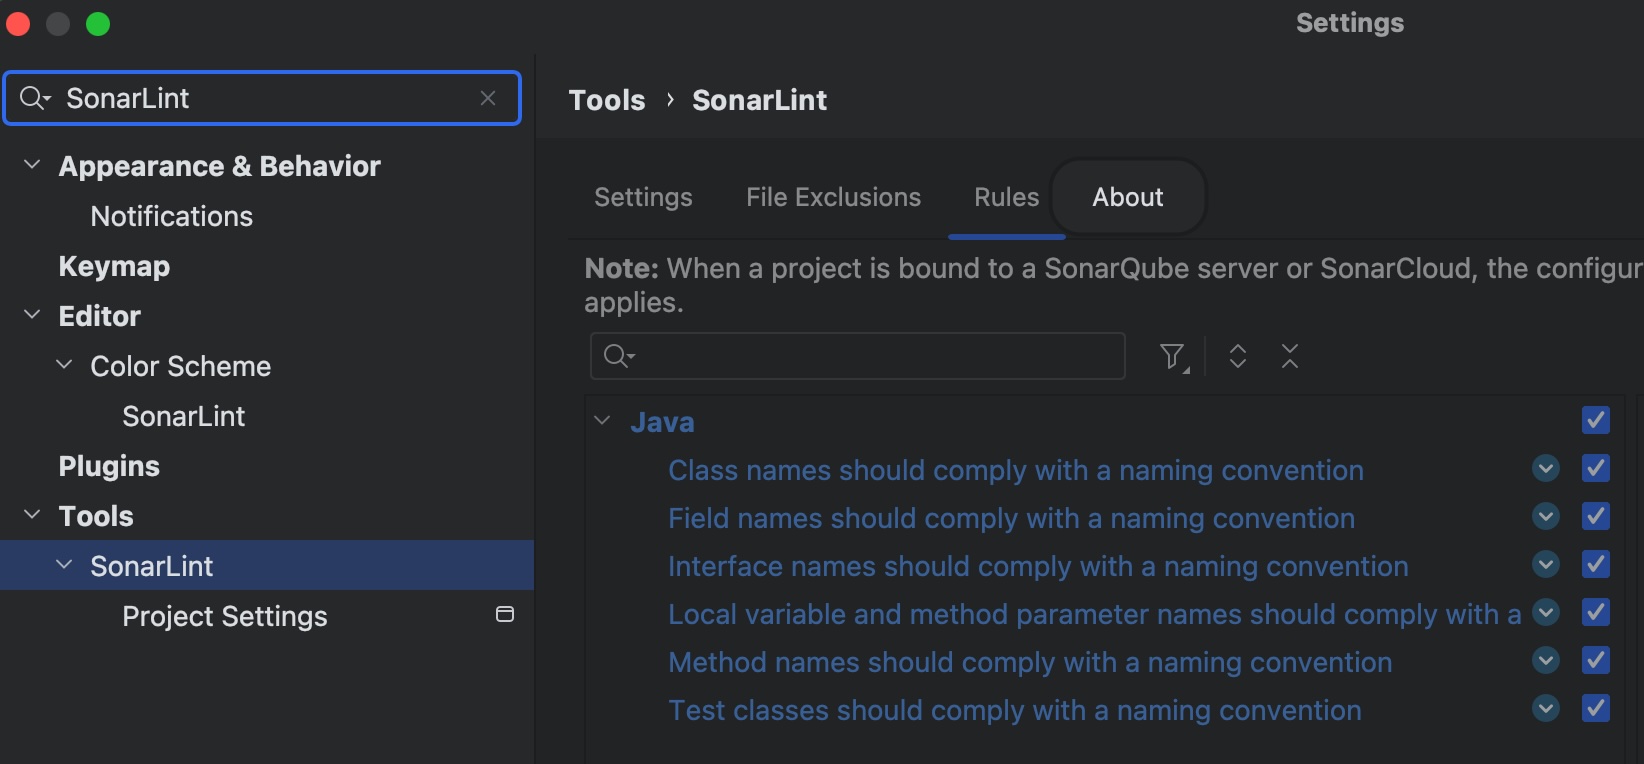 Settings
SonarLint
Appearance & Behavior
Notifications
Keymap
Editor
Color Scheme
SonarLint
Plugins
Tools
SonarLint
Project Settings
Tools › SonarLint
Settings File Exclusions Rules About
Note: When a project is bound to a SonarQube server or SonarCloud, the configur
applies.
Java
Class names should comply with a naming convention
Field names should comply with a naming convention
Interface names should comply with a naming convention
Local variable and method parameter names should comply with a
Method names should comply with a naming convention
Test classes should comply with a naming convention